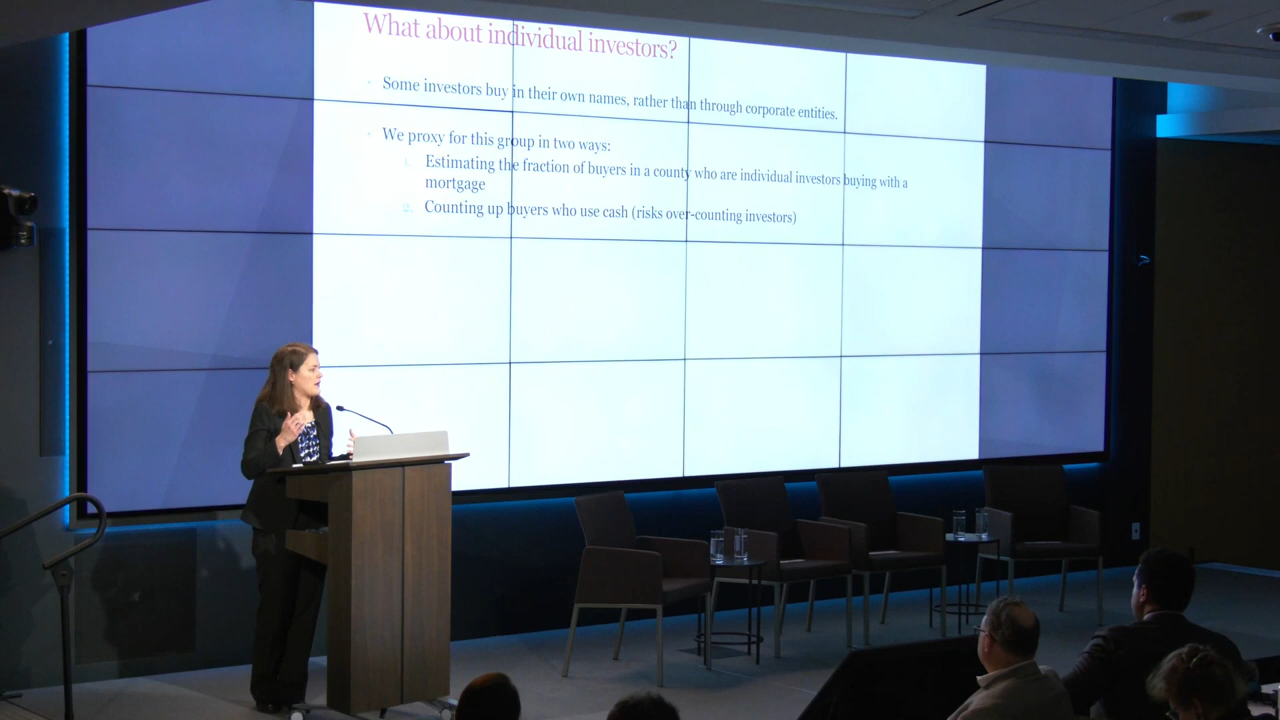 What about individual investors?
Some investors buy in their own names, rather than through corporate entities.
We proxy for this group in two ways:
1. Estimating the fraction of buyers in a county who are individual investors buying with a
mortgage
2. Counting up buyers who use cash (risks over-counting investors)